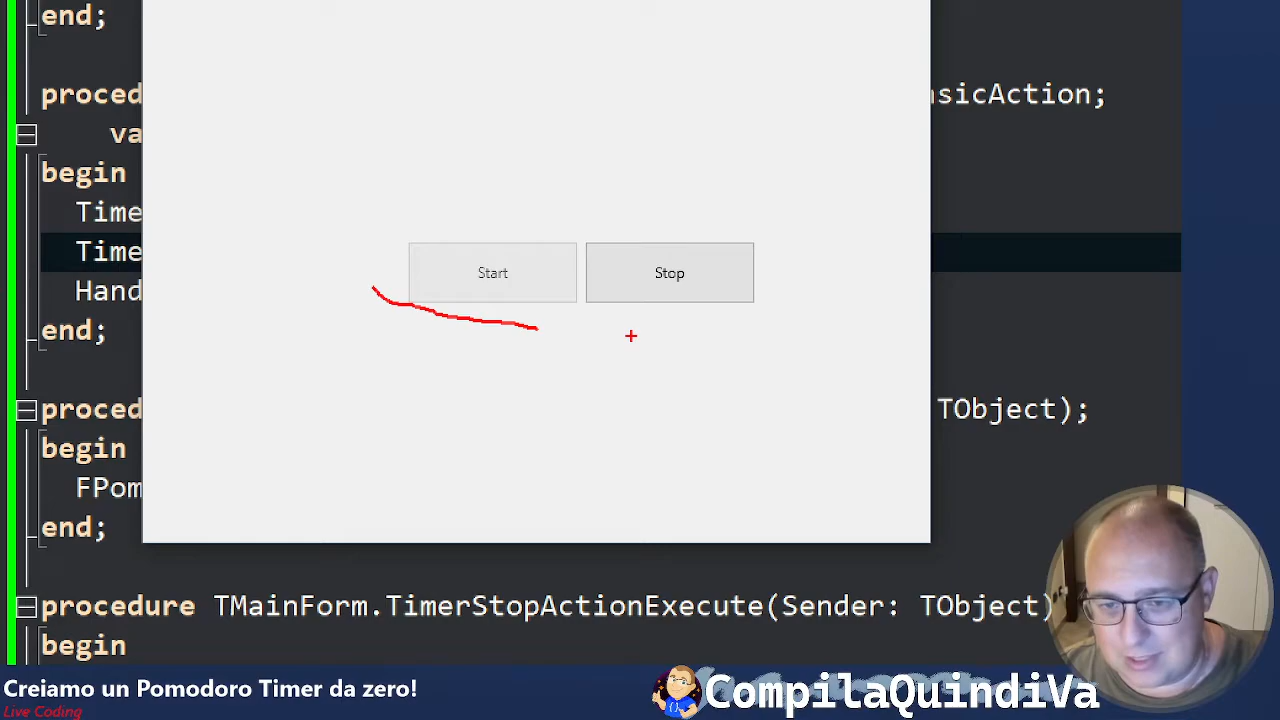 end;
proced
nsicAction;
va
begin
Time
Time
Hand
end;
Start
Stop
proced
TObject);
begin
FPom
end;
procedure TMainForm.TimerStopActionExecute(Sender: TObject)
begin
Creiamo un Pomodoro Timer da zero!
Live Coding
{}
CompilaQuindiVa